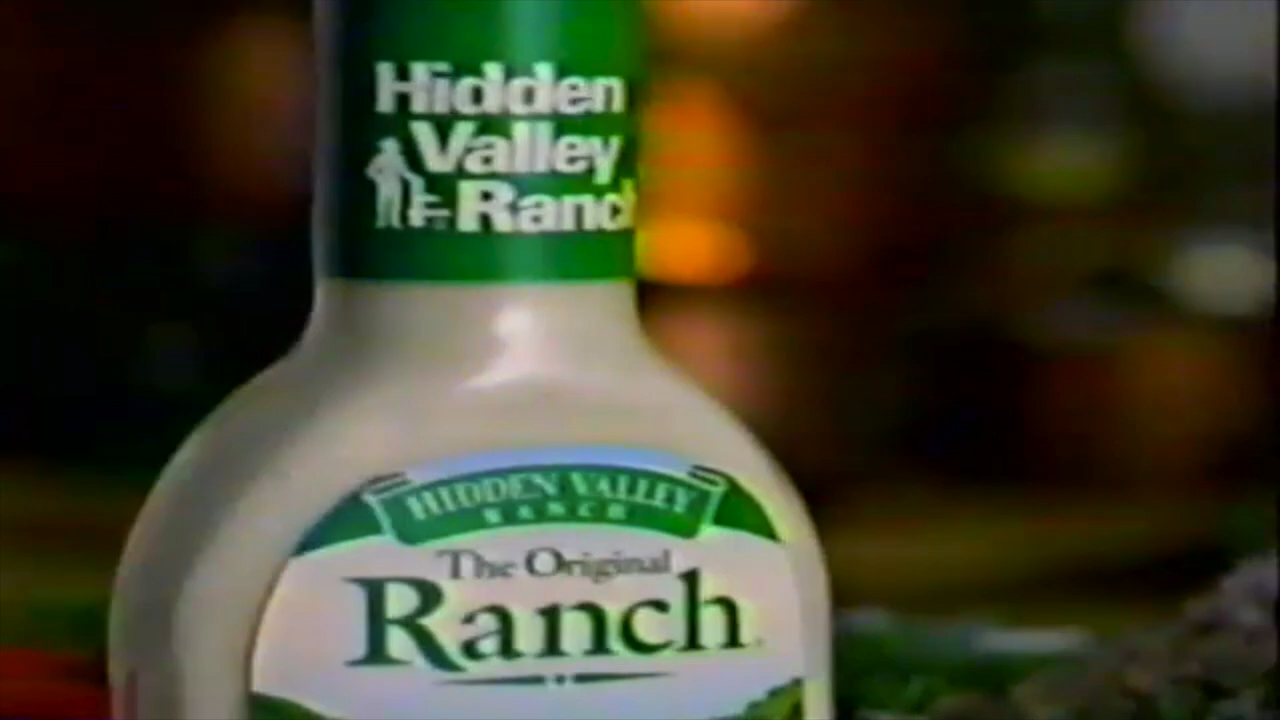 Hidden
Valley
Ranch
HIDDEN VALLEY
RANCH
The Original
Ranch